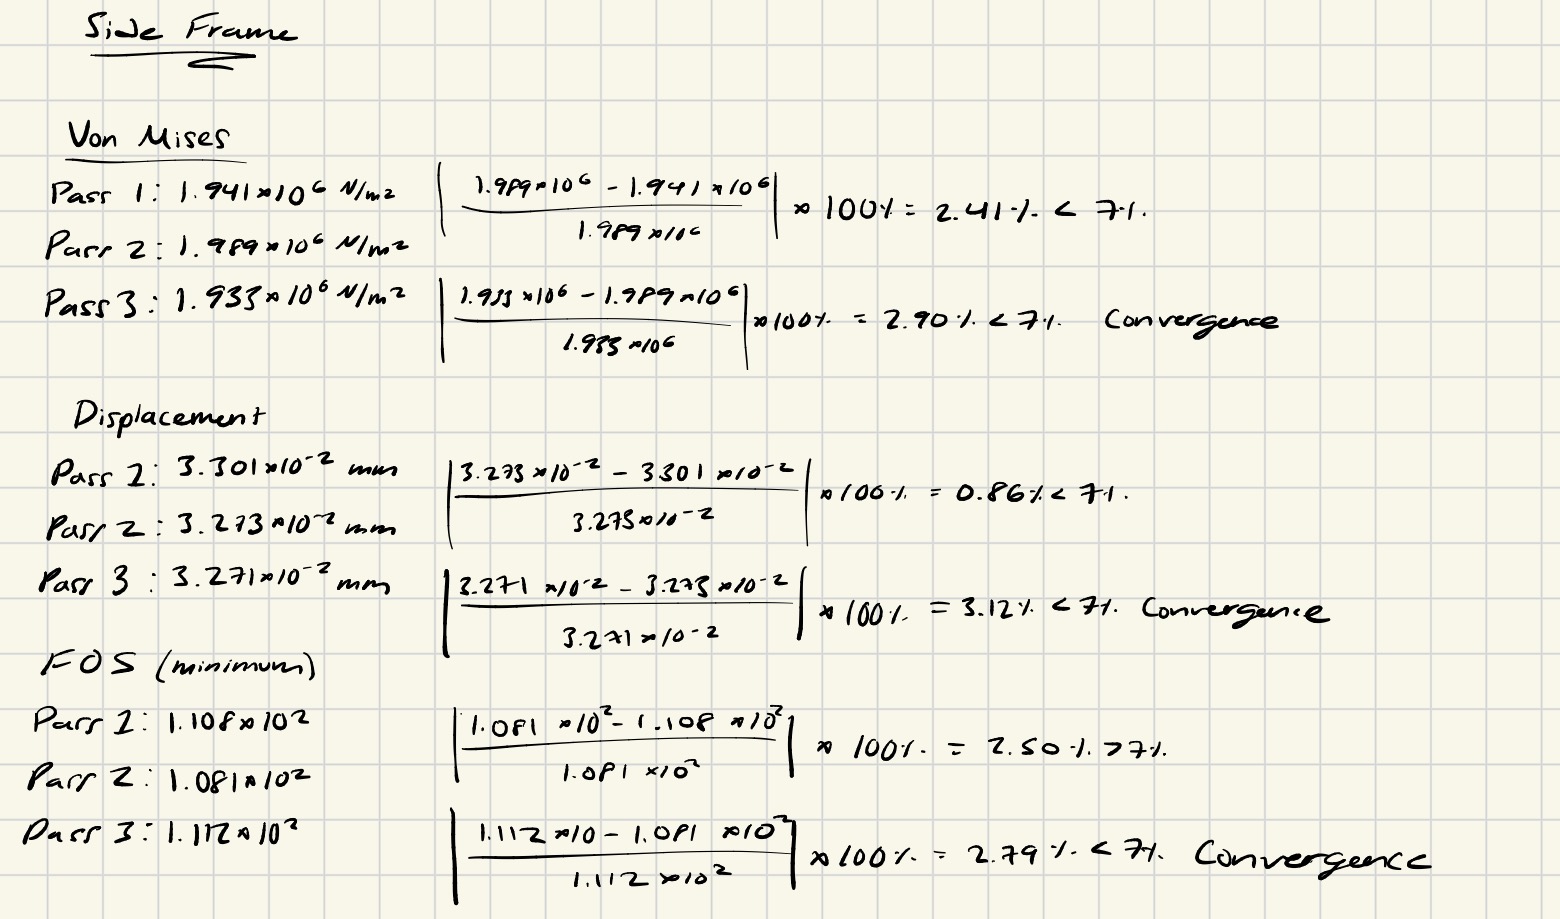 Side Frame
Von Mises
Pass 1: 1.941×10⁶ N/m²
| (1.989×10⁶ - 1.941×10⁶) / 1.989×10⁶ | × 100% = 2.41% < 7%.
Pass 2: 1.989×10⁶ N/m²
Pass 3: 1.933×10⁶ N/m²
| (1.933×10⁶ - 1.989×10⁶) / 1.933×10⁶ | × 100% = 2.90% < 7% Convergence
Displacement
Pass 1: 3.301×10⁻² mm
| (3.273×10⁻² - 3.301×10⁻²) / 3.273×10⁻² | × 100% = 0.86% < 7%.
Pass 2: 3.273×10⁻² mm
Pass 3: 3.271×10⁻² mm
| (3.271×10⁻² - 3.273×10⁻²) / 3.271×10⁻² | × 100% = 3.12% < 7% Convergence
FOS (minimum)
Pass 1: 1.108×10²
| (1.081×10² - 1.108×10²) / 1.081×10² | × 100% = 2.50% > 7%
Pass 2: 1.081×10²
Pass 3: 1.112×10²
| (1.112×10 - 1.081×10²) / 1.112×10² | × 100% = 2.79% < 7% Convergence